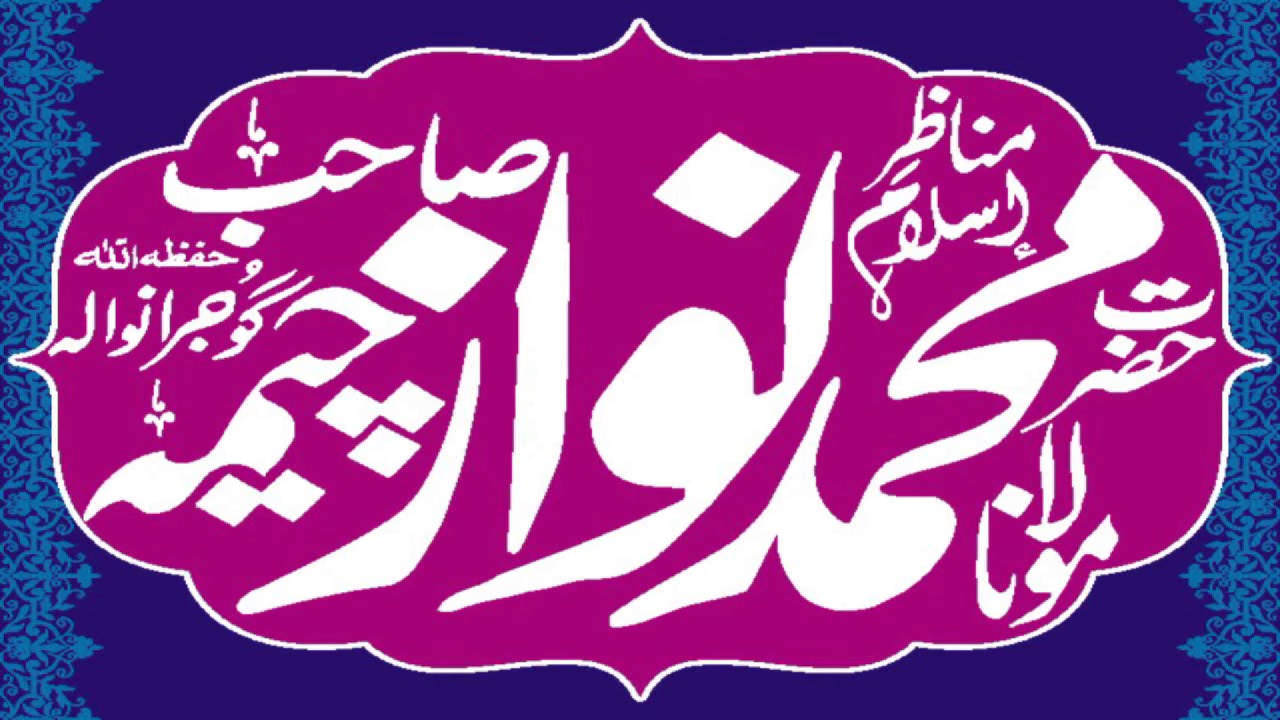 مناظرِ
اسلام
حضرت
مولانا
محمد نواز چیمہ
صاحب
حفظہ اللہ
گوجرانوالہ